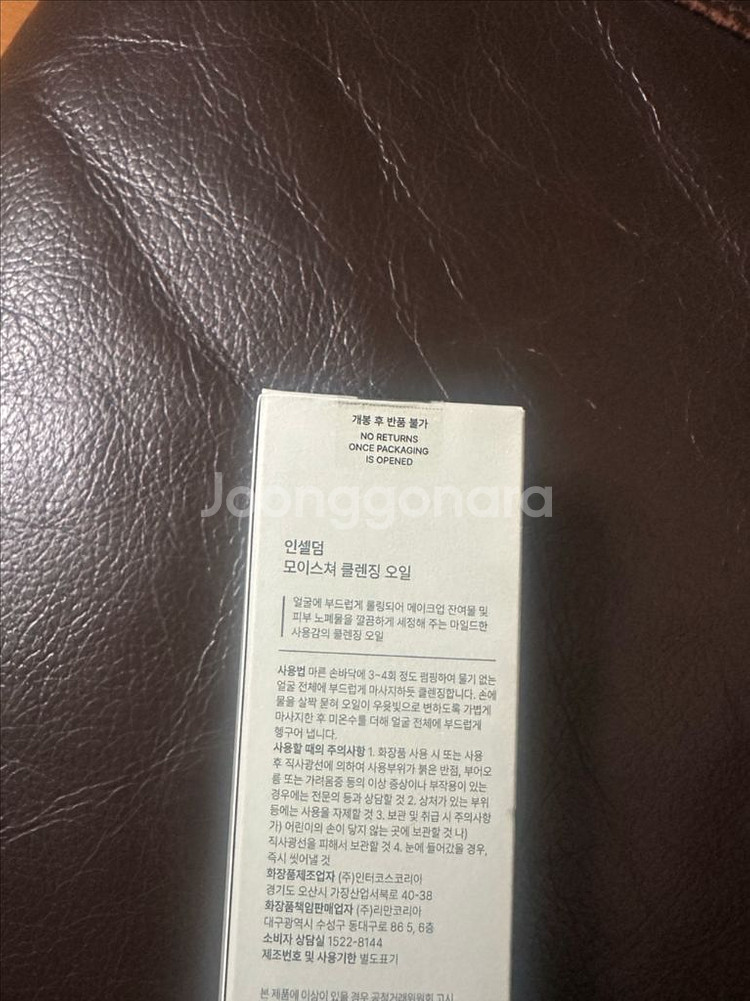 개봉 후 반품 불가
NO RETURNS
ONCE PACKAGING
IS OPENED
Joonggonara
인셀덤
모이스쳐 클렌징 오일
얼굴에 부드럽게 롤링되어 메이크업 잔여물 및
피부 노폐물을 깔끔하게 세정해 주는 마일드한
사용감의 클렌징 오일
사용법 마른 손바닥에 3~4회 정도 펌핑하여 물기 없는
얼굴 전체에 부드럽게 마사지하듯 클렌징합니다. 손에
물을 살짝 묻혀 오일이 우윳빛으로 변하도록 가볍게
마사지한 후 미온수를 더해 얼굴 전체에 부드럽게
헹구어 냅니다.
사용할 때의 주의사항 1. 화장품 사용 시 또는 사용
후 직사광선에 의하여 사용부위가 붉은 반점, 부어오
름 또는 가려움증 등의 이상 증상이나 부작용이 있는
경우에는 전문의 등과 상담할 것 2. 상처가 있는 부위
등에는 사용을 자제할 것 3. 보관 및 취급 시 주의사항
가) 어린이의 손이 닿지 않는 곳에 보관할 것 나)
직사광선을 피해서 보관할 것 4. 눈에 들어갔을 경우,
즉시 씻어낼 것
화장품제조업자 (주)인터코스코리아
경기도 오산시 가장산업서북로 40-38
화장품책임판매업자 (주)리만코리아
대구광역시 수성구 동대구로 86 5, 6층
소비자 상담실 1522-8144
제조번호 및 사용기한 별도표기
본 제품에 이상이 있을 경우 공정거래위원회 고시